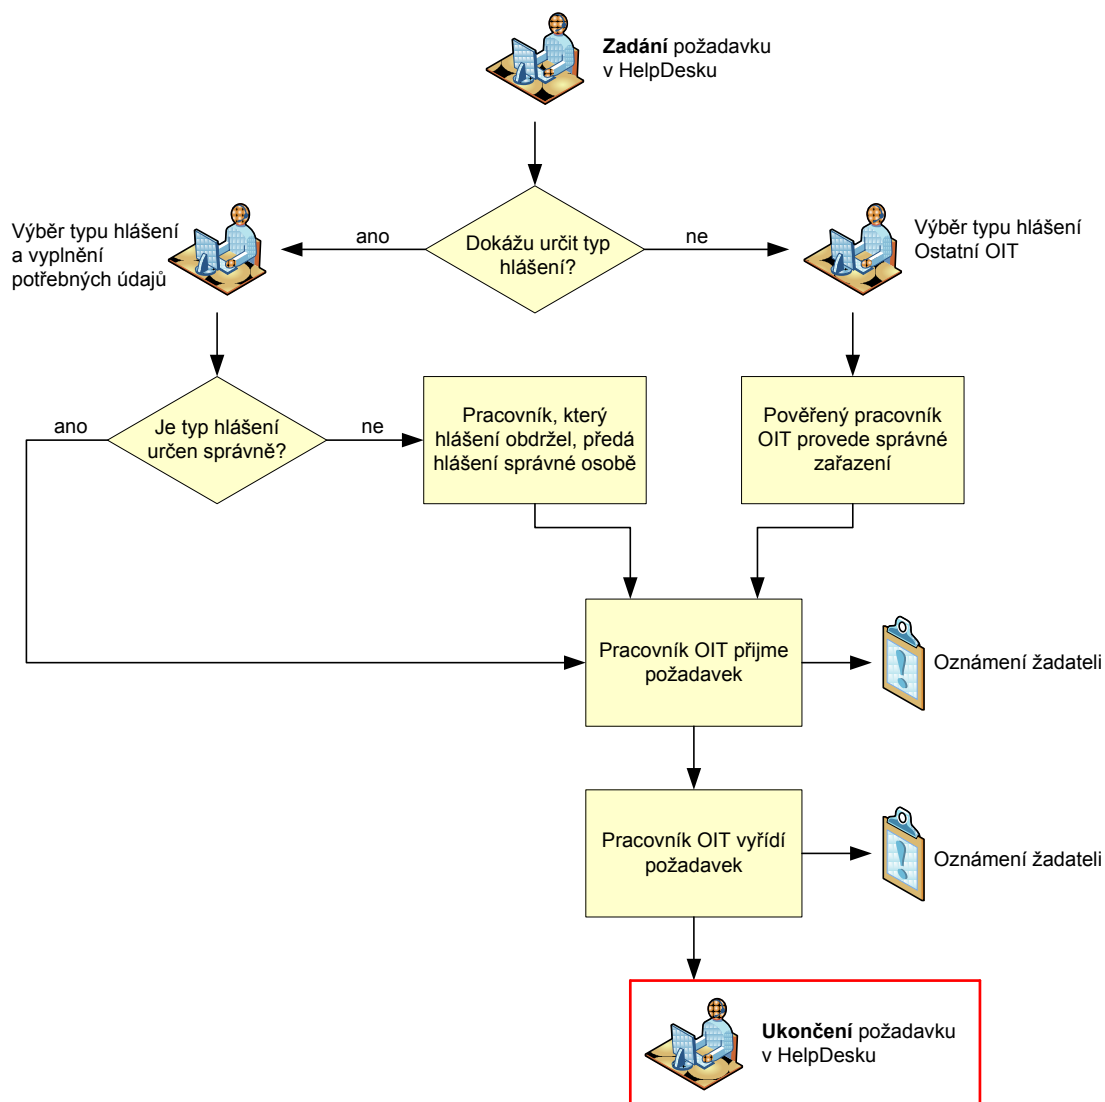 Zadání požadavku
v HelpDesku
Dokážu určit typ
hlášení?
ano
ne
Výběr typu hlášení
a vyplnění
potřebných údajů
Výběr typu hlášení
Ostatní OIT
Je typ hlášení
určen správně?
ano
ne
Pracovník, který
hlášení obdržel, předá
hlášení správné osobě
Pověřený pracovník
OIT provede správné
zařazení
Pracovník OIT přijme
požadavek
Oznámení žadateli
Pracovník OIT vyřídí
požadavek
Oznámení žadateli
Ukončení požadavku
v HelpDesku